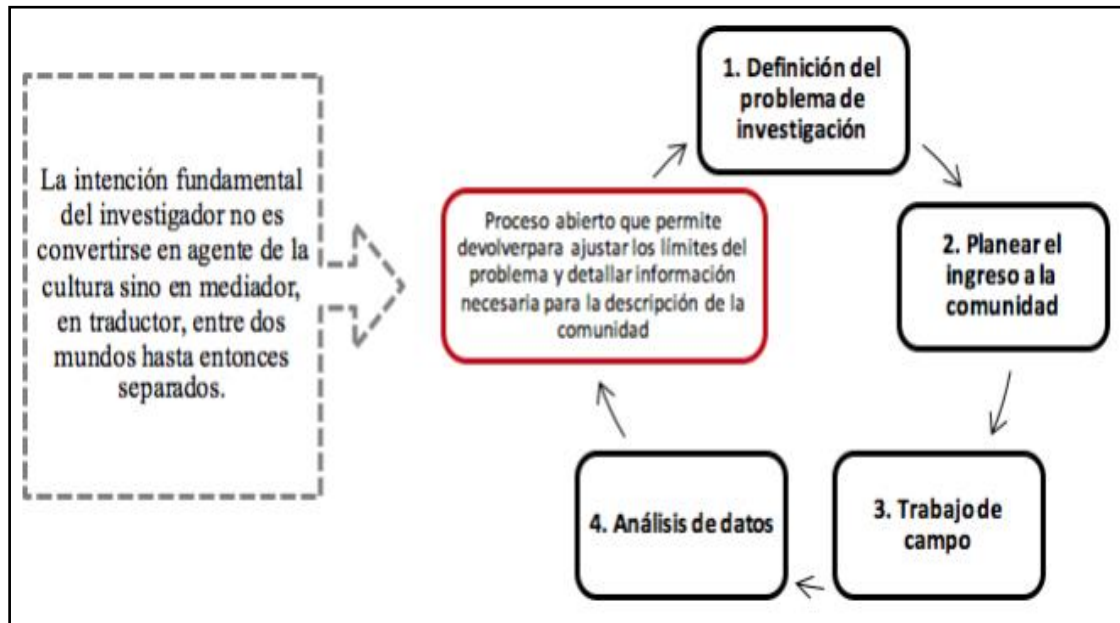 La intención fundamental
del investigador no es
convertirse en agente de la
cultura sino en mediador,
en traductor, entre dos
mundos hasta entonces
separados.
1. Definición del
problema de
investigación
2. Planear el
ingreso a la
comunidad
3. Trabajo de
campo
4. Análisis de datos
Proceso abierto que permite
devolverpara ajustar los límites del
problema y detallar información
necesaria para la descripción de la
comunidad